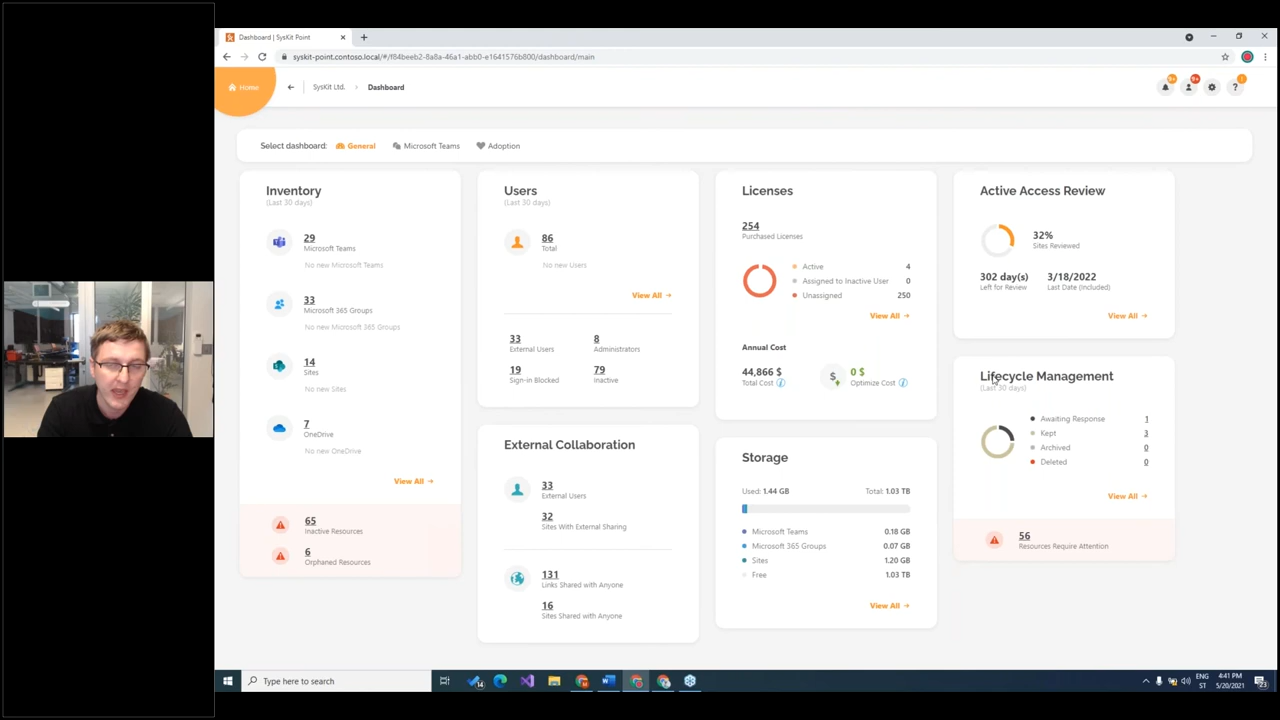 Dashboard | SysKit Point
syskit-point.contoso.local/#/f84beeb2-8a8a-46a1-abb0-e1641576b800/dashboard/main
Home
SysKit Ltd. > Dashboard
9+
9+
!
Select dashboard: General Microsoft Teams Adoption
Inventory
(Last 30 days)
29
Microsoft Teams
No new Microsoft Teams
33
Microsoft 365 Groups
No new Microsoft 365 Groups
14
Sites
No new Sites
7
OneDrive
No new OneDrive
View All →
65
Inactive Resources
6
Orphaned Resources
Users
(Last 30 days)
86
Total
No new Users
View All →
33
External Users
8
Administrators
19
Sign-in Blocked
79
Inactive
External Collaboration
33
External Users
32
Sites With External Sharing
131
Links Shared with Anyone
16
Sites Shared with Anyone
Licenses
254
Purchased Licenses
Active 4
Assigned to Inactive User 0
Unassigned 250
View All →
Annual Cost
44,866 $
Total Cost
0 $
Optimize Cost
Storage
Used: 1.44 GB Total: 1.03 TB
Microsoft Teams 0.18 GB
Microsoft 365 Groups 0.07 GB
Sites 1.20 GB
Free 1.03 TB
View All →
Active Access Review
32%
Sites Reviewed
302 day(s)
Left for Review
3/18/2022
Last Date (Included)
View All →
Lifecycle Management
(Last 30 days)
Awaiting Response 1
Kept 3
Archived 0
Deleted 0
View All →
56
Resources Require Attention
Type here to search
ENG
ST
4:41 PM
5/20/2021
23